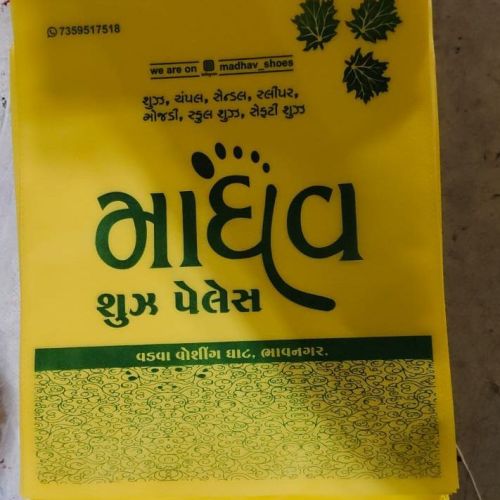 7359517518
we are on madhav_shoes
શુઝ, ચંપલ, સેન્ડલ, સ્લીપર,
મોજડી, સ્કુલ શુઝ, સેફ્ટી શુઝ
માધવ
શુઝ પેલેસ
વડવા વોશીંગ ઘાટ, ભાવનગર.